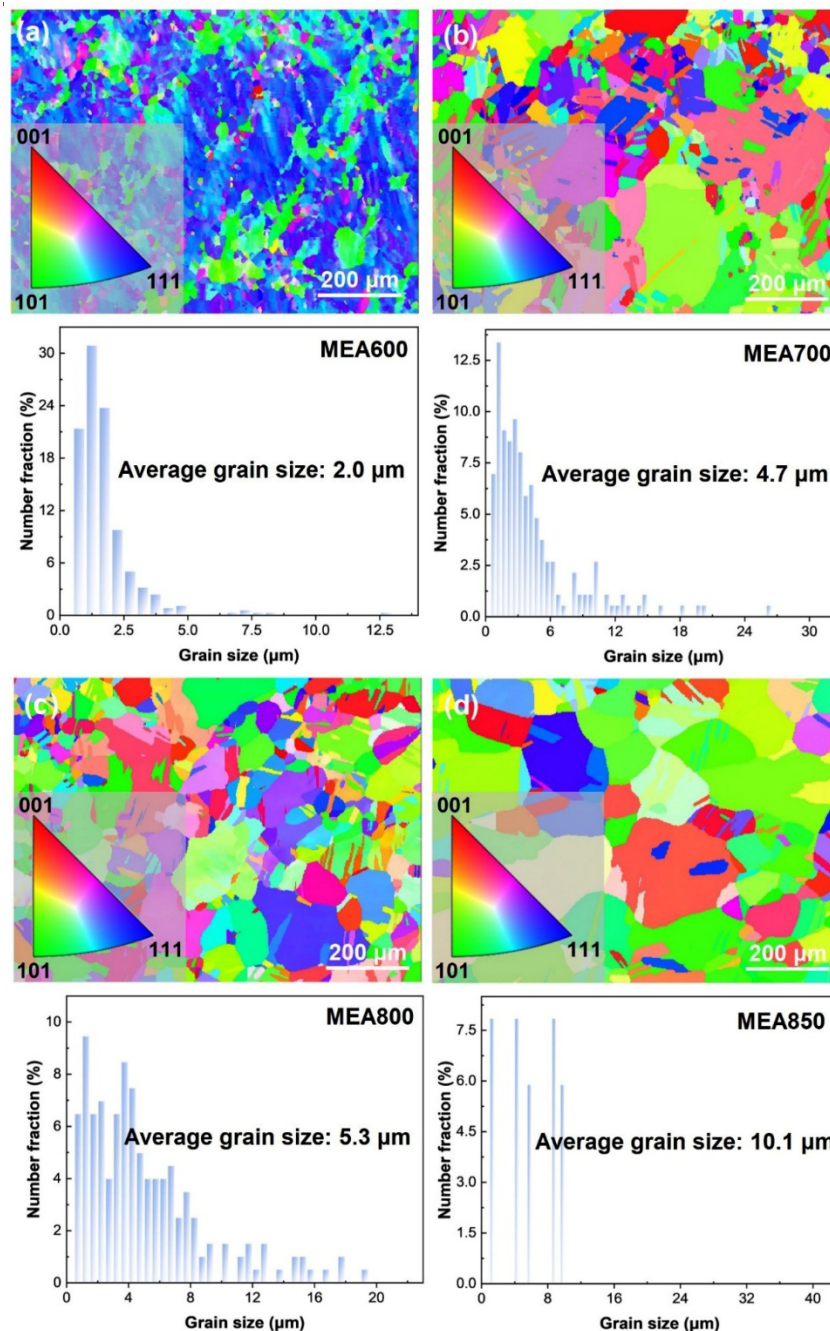 (a)
001
101
111
200 µm
(b)
001
101
111
200 µm
MEA600
Average grain size: 2.0 µm
Number fraction (%)
30
24
18
12
6
0
0.0 2.5 5.0 7.5 10.0 12.5
Grain size (µm)
MEA700
Average grain size: 4.7 µm
Number fraction (%)
12.5
10.0
7.5
5.0
2.5
0.0
0 6 12 18 24 30
Grain size (µm)
(c)
001
101
111
200 µm
(d)
001
101
111
200 µm
MEA800
Average grain size: 5.3 µm
Number fraction (%)
10
8
6
4
2
0
0 4 8 12 16 20
Grain size (µm)
MEA850
Average grain size: 10.1 µm
Number fraction (%)
7.5
6.0
4.5
3.0
1.5
0.0
0 8 16 24 32 40
Grain size (µm)